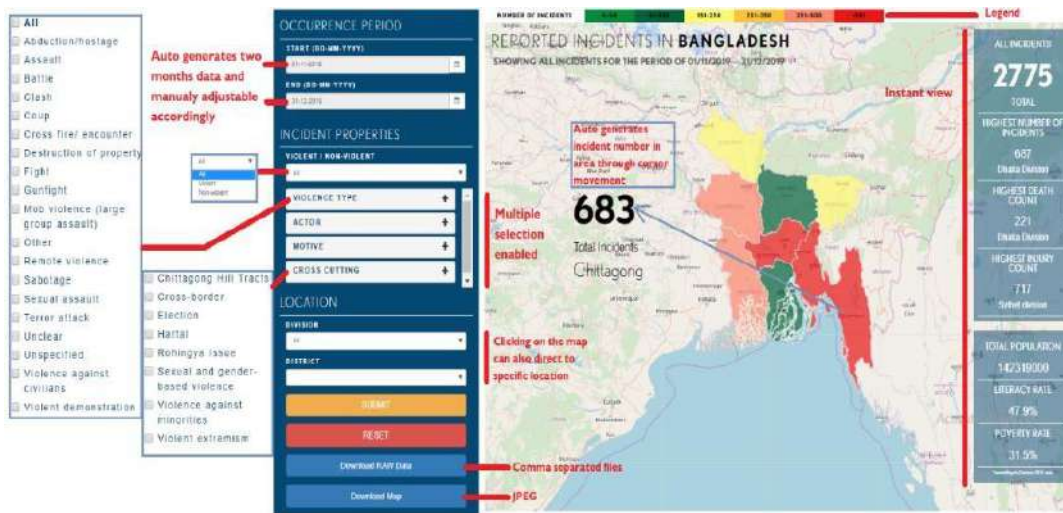 All
Abduction/hostage
Assault
Battle
Clash
Coup
Cross fire/ encounter
Destruction of property
Fight
Gunfight
Mob violence (large
group assault)
Other
Remote violence
Sabotage
Sexual assault
Terror attack
Unclear
Unspecified
Violence against
civilians
Violent demonstration
Auto generates two
months data and
manualy adjustable
accordingly
All
All
Violent
Nonviolent
Chittagong Hill Tracts
Cross-border
Election
Hartal
Rohingya Issue
Sexual and gender-
based violence
Violence against
minorities
Violent extremism
OCCURRENCE PERIOD
START (DD-MM-YYYY)
01-11-2019
END (DD-MM-YYYY)
31-12-2019
INCIDENT PROPERTIES
VIOLENT / NON-VIOLENT
All
VIOLENCE TYPE +
ACTOR +
MOTIVE +
CROSS CUTTING +
LOCATION
DIVISION
All
DISTRICT
SUBMIT
RESET
Download RAW Data
Download Map
Multiple
selection
enabled
Clicking on the map
can also direct to
specific location
Comma separated files
JPEG
NUMBER OF INCIDENTS
Legend
REPORTED INCIDENTS IN BANGLADESH
SHOWING ALL INCIDENTS FOR THE PERIOD OF 01/11/2019 - 31/12/2019
Auto generates
incident number in
area through cursor
movement
683
Total Incidents
Chittagong
Instant view
ALL INCIDENTS
2775
TOTAL
HIGHEST NUMBER OF
INCIDENTS
687
Dhaka Division
HIGHEST DEATH
COUNT
221
Dhaka Division
HIGHEST INJURY
COUNT
717
Sylhet division
TOTAL POPULATION
147319000
LITERACY RATE
47.9%
POVERTY RATE
31.5%